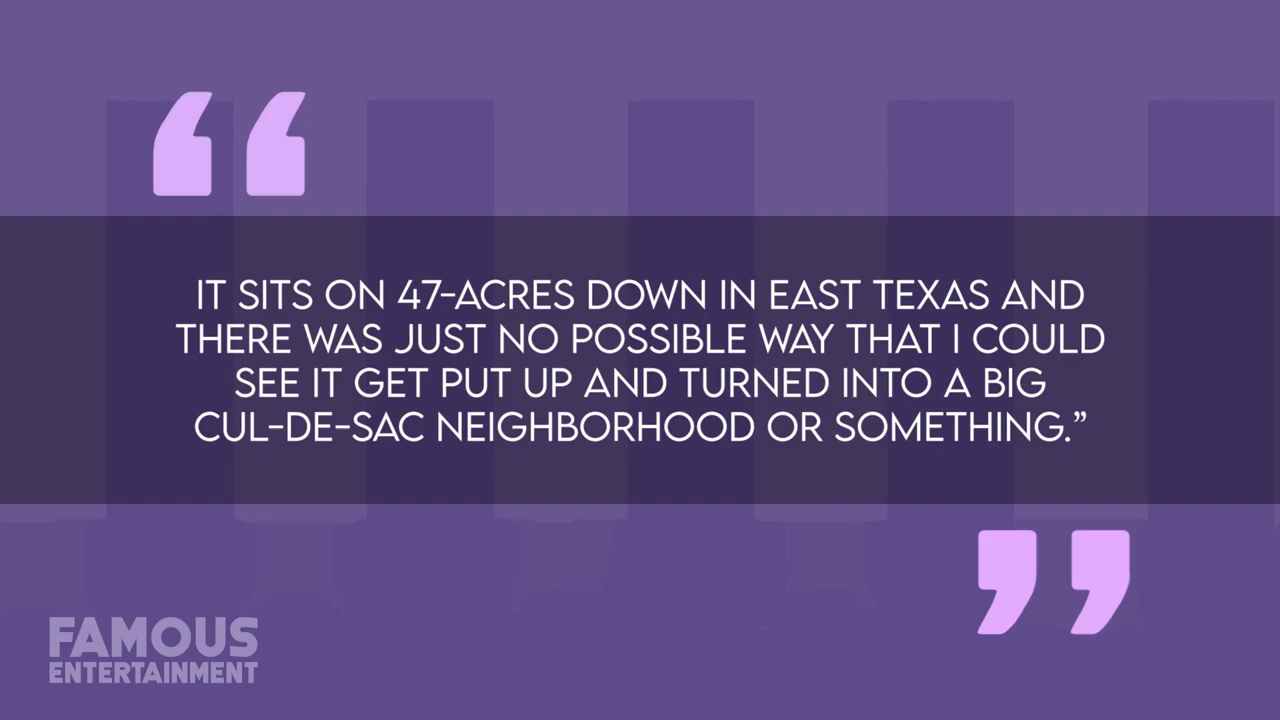 “
IT SITS ON 47-ACRES DOWN IN EAST TEXAS AND
THERE WAS JUST NO POSSIBLE WAY THAT I COULD
SEE IT GET PUT UP AND TURNED INTO A BIG
CUL-DE-SAC NEIGHBORHOOD OR SOMETHING.”
”
FAMOUS
ENTERTAINMENT